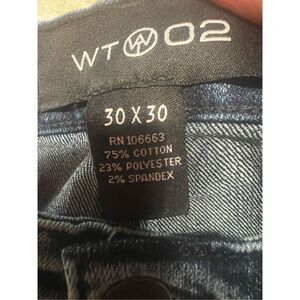 WT 02
30 X 30
RN 106663
75% COTTON
23% POLYESTER
2% SPANDEX